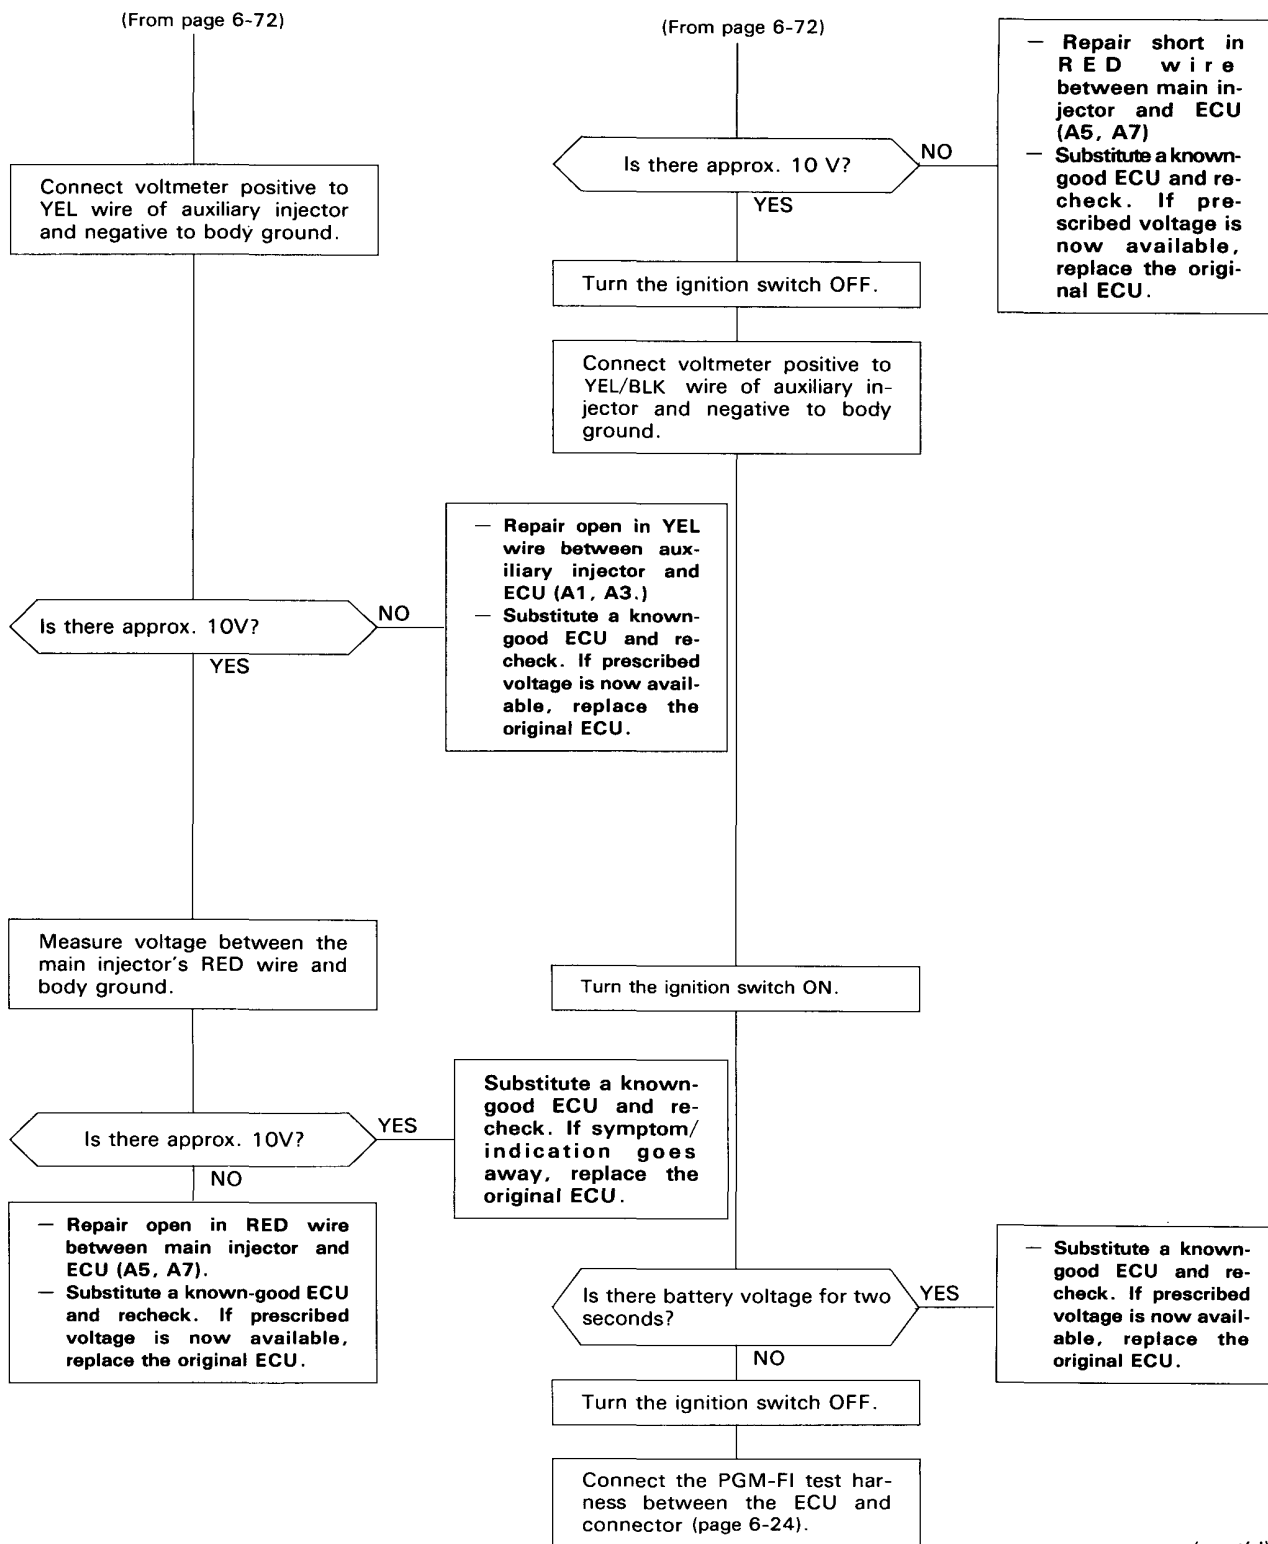 (From page 6-72)
Connect voltmeter positive to
YEL wire of auxiliary injector
and negative to body ground.
Is there approx. 10V?
NO
YES
— Repair open in YEL
wire between aux-
iliary injector and
ECU (A1, A3.)
— Substitute a known-
good ECU and re-
check. If prescribed
voltage is now avail-
able, replace the
original ECU.
Measure voltage between the
main injector's RED wire and
body ground.
Is there approx. 10V?
YES
NO
Substitute a known-
good ECU and re-
check. If symptom/
indication goes
away, replace the
original ECU.
— Repair open in RED wire
between main injector and
ECU (A5, A7).
— Substitute a known-good ECU
and recheck. If prescribed
voltage is now available,
replace the original ECU.
(From page 6-72)
Is there approx. 10 V?
NO
YES
— Repair short in
RED wire
between main in-
jector and ECU
(A5, A7)
— Substitute a known-
good ECU and re-
check. If pre-
scribed voltage is
now available,
replace the origi-
nal ECU.
Turn the ignition switch OFF.
Connect voltmeter positive to
YEL/BLK wire of auxiliary in-
jector and negative to body
ground.
Turn the ignition switch ON.
Is there battery voltage for two
seconds?
YES
NO
— Substitute a known-
good ECU and re-
check. If prescribed
voltage is now avail-
able, replace the
original ECU.
Turn the ignition switch OFF.
Connect the PGM-FI test har-
ness between the ECU and
connector (page 6-24).